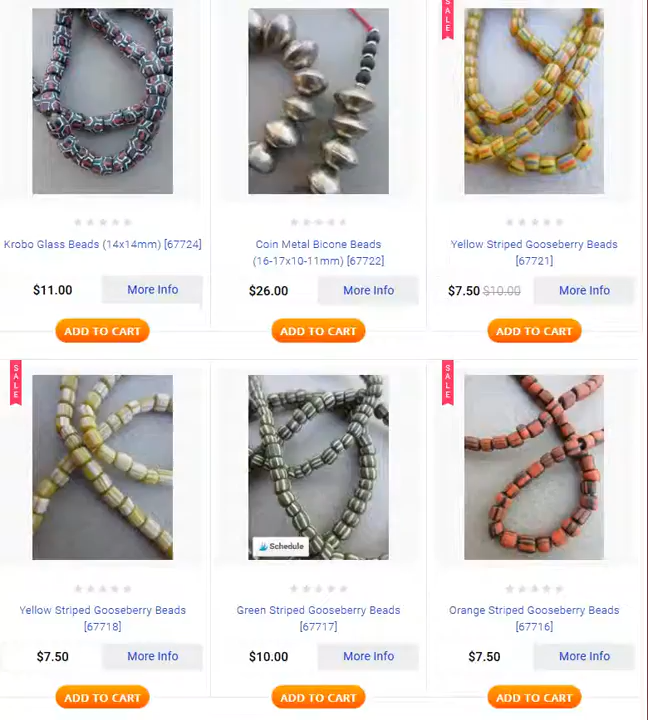 SALE
Krobo Glass Beads (14x14mm) [67724]
Coin Metal Bicone Beads
(16-17x10-11mm) [67722]
Yellow Striped Gooseberry Beads
[67721]
$11.00
More Info
$26.00
More Info
$7.50 $10.00
More Info
ADD TO CART
ADD TO CART
ADD TO CART
SALE
SALE
Schedule
Yellow Striped Gooseberry Beads
[67718]
Green Striped Gooseberry Beads
[67717]
Orange Striped Gooseberry Beads
[67716]
$7.50
More Info
$10.00
More Info
$7.50
More Info
ADD TO CART
ADD TO CART
ADD TO CART